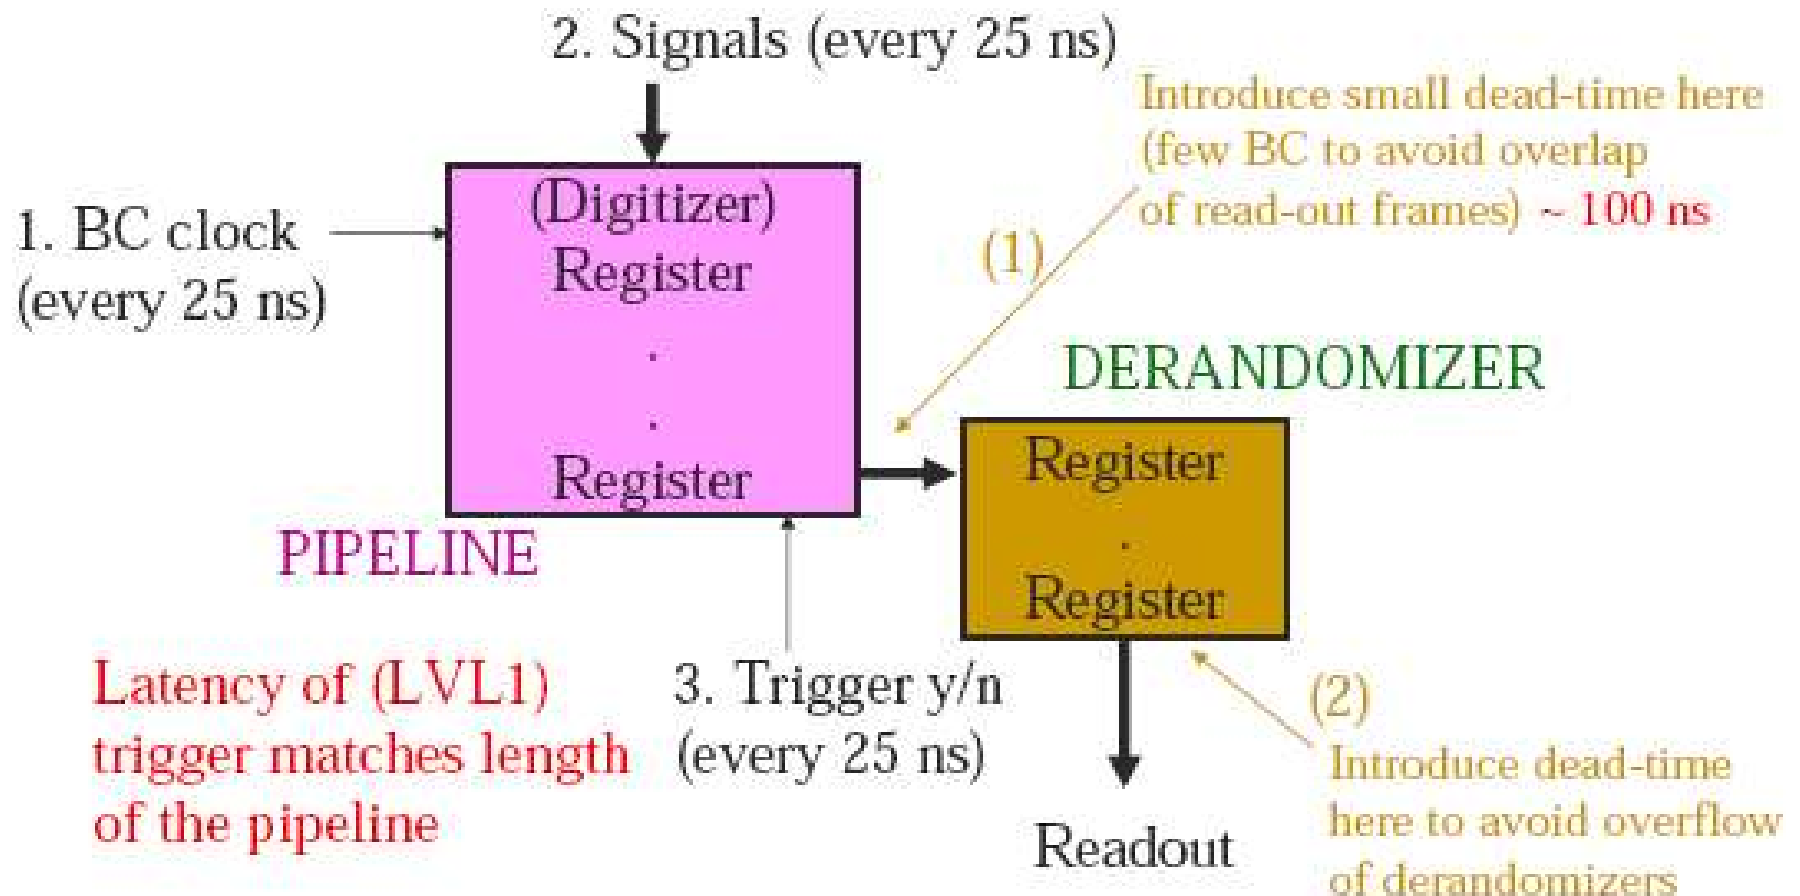 2. Signals (every 25 ns)
Introduce small dead-time here
(few BC to avoid overlap
of read-out frames) ~ 100 ns
1. BC clock
(every 25 ns)
(Digitizer)
Register
.
.
Register
(1)
DERANDOMIZER
Register
.
Register
PIPELINE
Latency of (LVL1)
trigger matches length
of the pipeline
3. Trigger y/n
(every 25 ns)
(2)
Introduce dead-time
here to avoid overflow
of derandomizers
Readout